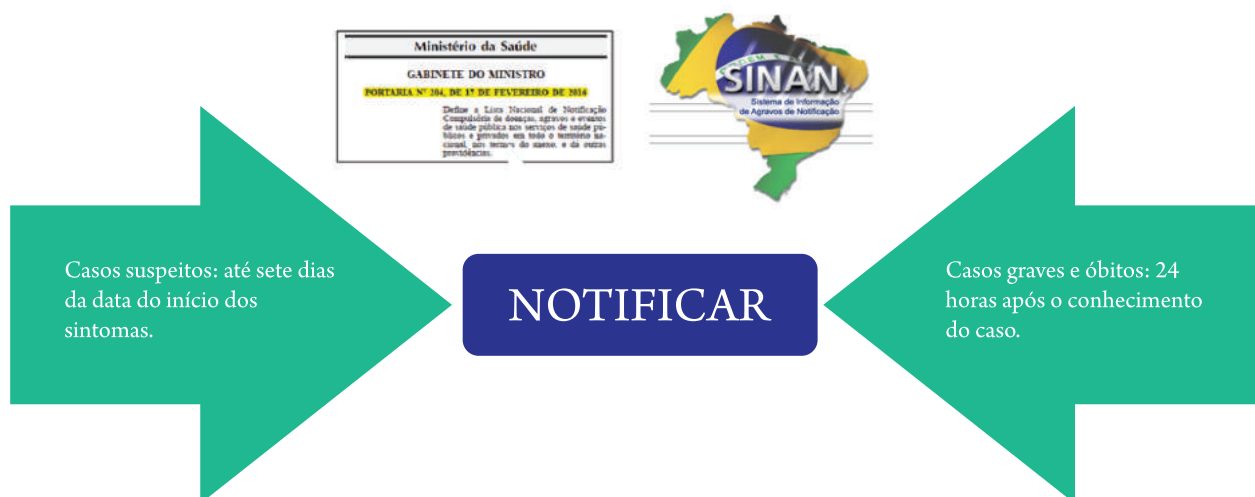 Ministério da Saúde
GABINETE DO MINISTRO
PORTARIA Nº 204, DE 17 DE FEVEREIRO DE 2016
Define a Lista Nacional de Notificação
Compulsória de doenças, agravos e eventos
de saúde pública nos serviços de saúde pú-
blicos e privados em todo o território na-
cional, nos termos do anexo, e dá outras
providências.
SINAN
Sistema de Informação
de Agravos de Notificação
Casos suspeitos: até sete dias
da data do início dos
sintomas.
NOTIFICAR
Casos graves e óbitos: 24
horas após o conhecimento
do caso.